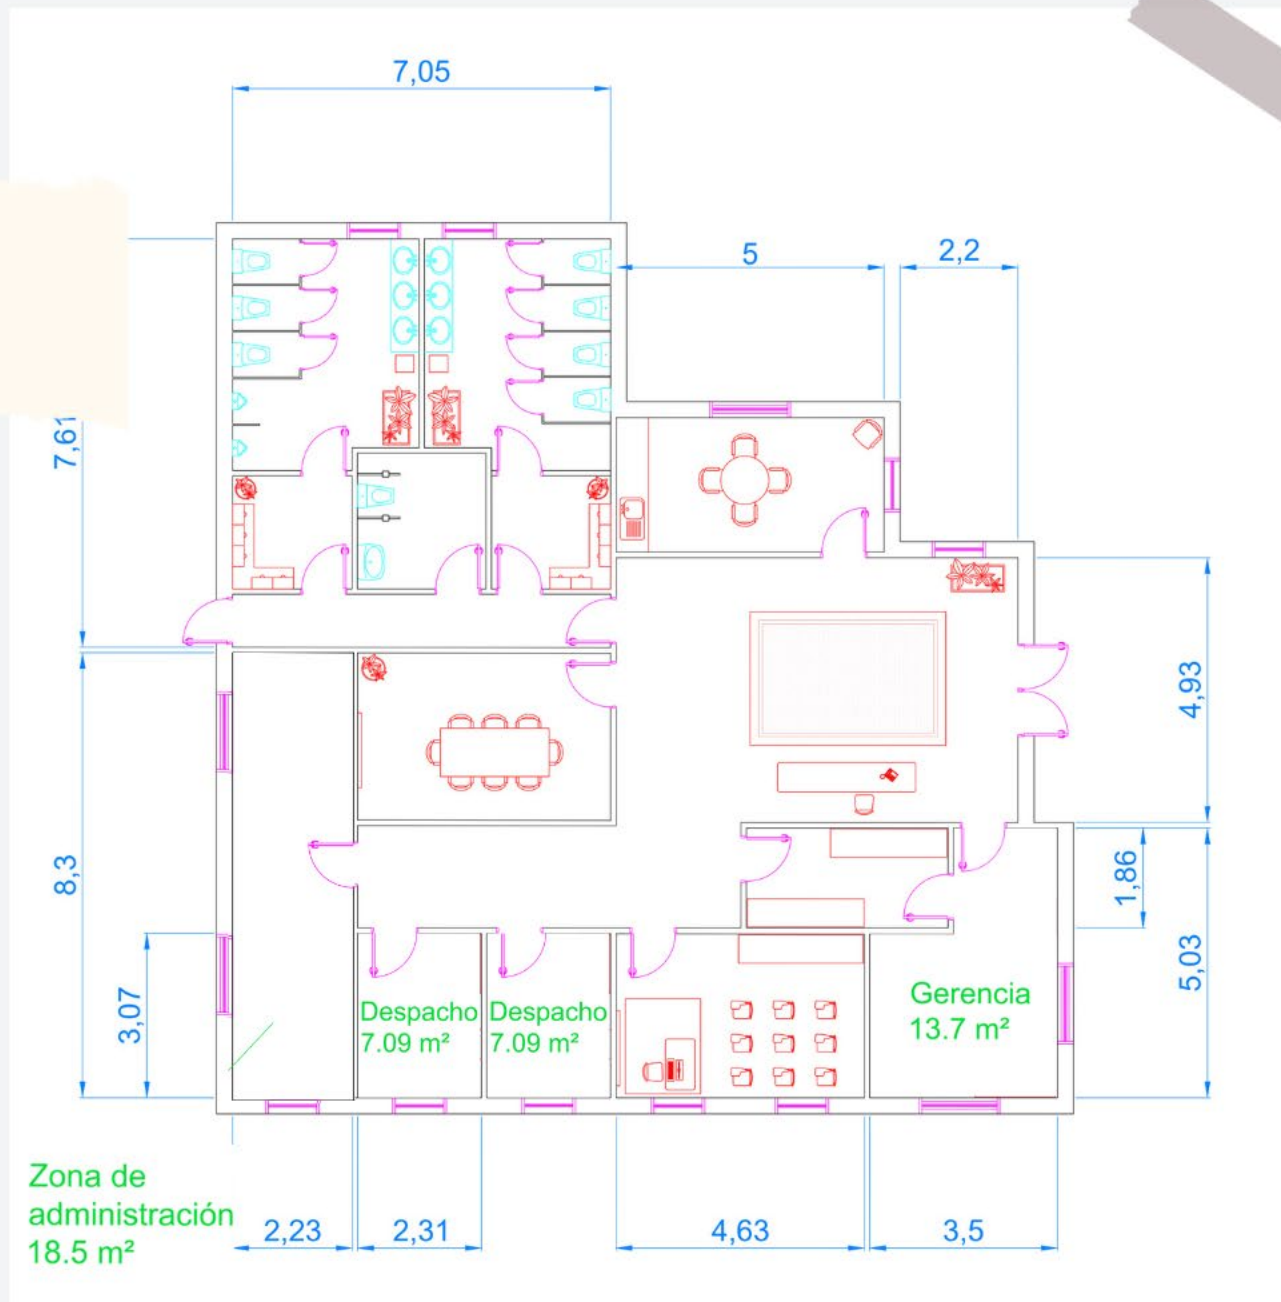 7,05
5
2,2
7,61
4,93
8,3
1,86
5,03
3,07
Despacho
7.09 m²
Despacho
7.09 m²
Gerencia
13.7 m²
Zona de
administración
18.5 m²
2,23
2,31
4,63
3,5